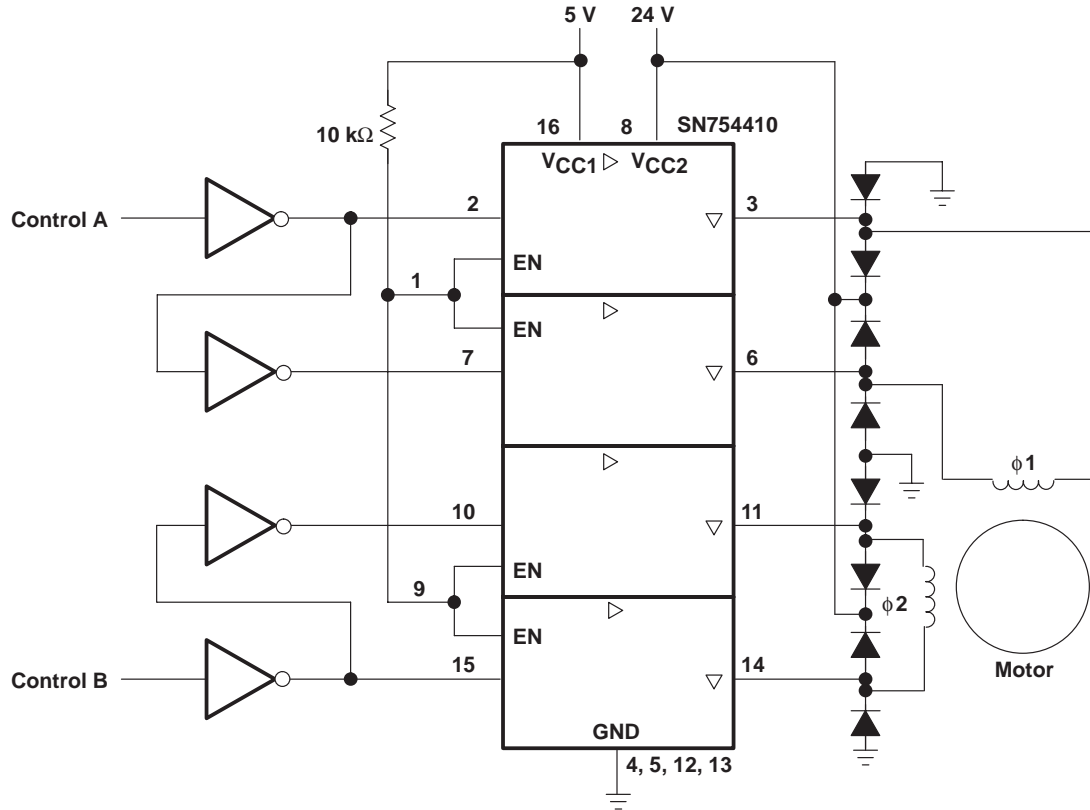 5 V
24 V
SN754410
10 kΩ
16
8
VCC1
VCC2
Control A
2
3
EN
1
EN
7
6
ϕ1
10
11
EN
9
ϕ2
EN
Control B
15
14
Motor
GND
4, 5, 12, 13